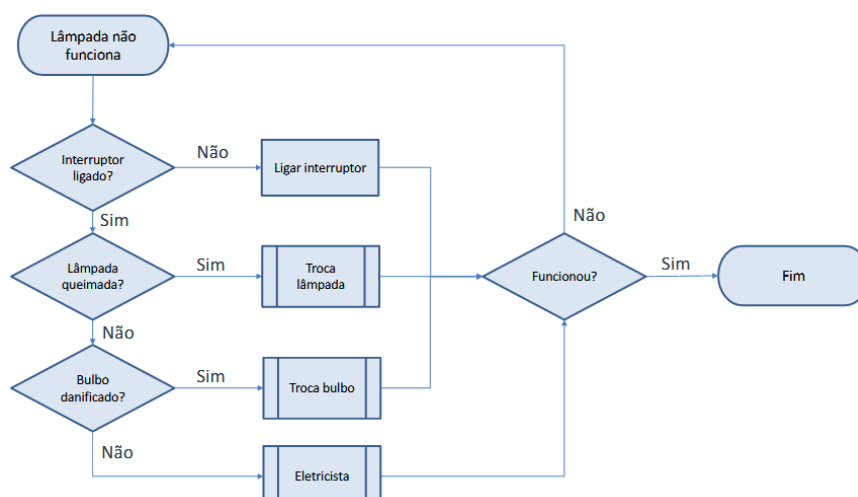 Lâmpada não
funciona
Interruptor
ligado?
Não
Ligar interruptor
Sim
Lâmpada
queimada?
Sim
Troca
lâmpada
Não
Funcionou?
Sim
Fim
Não
Bulbo
danificado?
Sim
Troca bulbo
Não
Eletricista